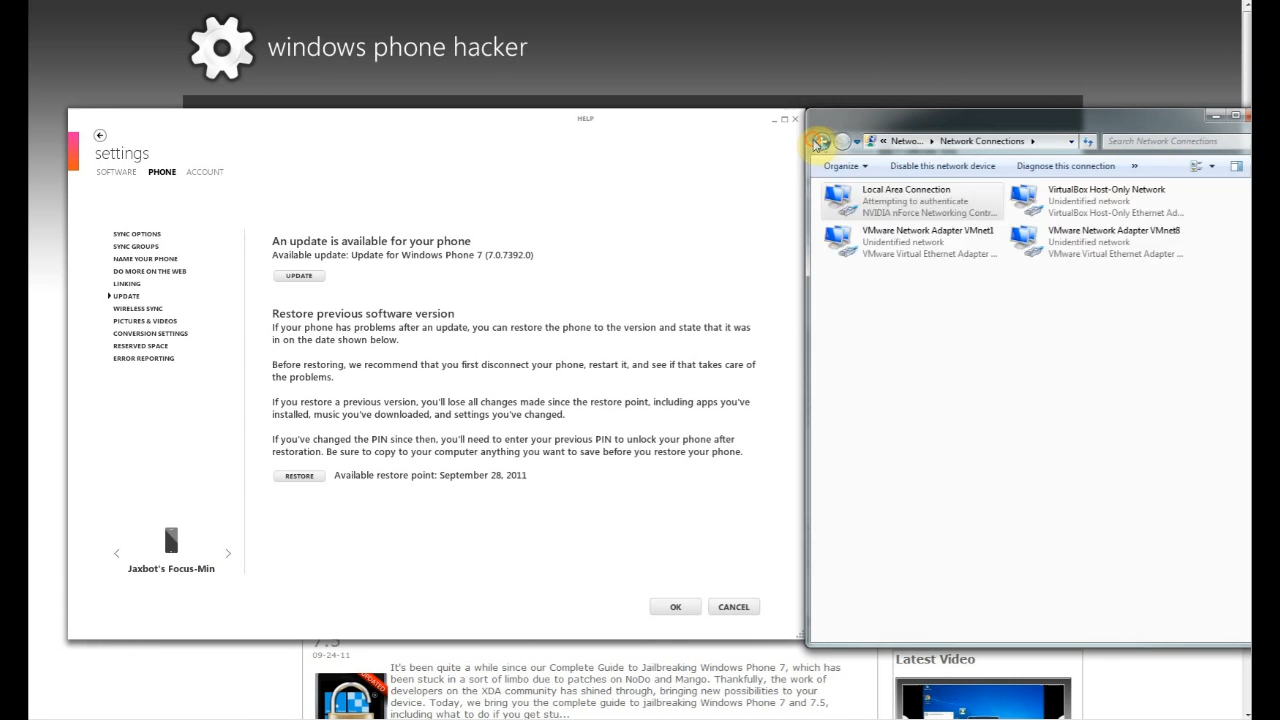 windows phone hacker
HELP
settings
SOFTWARE PHONE ACCOUNT
SYNC OPTIONS
SYNC GROUPS
NAME YOUR PHONE
DO MORE ON THE WEB
LINKING
UPDATE
WIRELESS SYNC
PICTURES & VIDEOS
CONVERSION SETTINGS
RESERVED SPACE
ERROR REPORTING
Jaxbot's Focus-Min
An update is available for your phone
Available update: Update for Windows Phone 7 (7.0.7392.0)
UPDATE
Restore previous software version
If your phone has problems after an update, you can restore the phone to the version and state that it was
in on the date shown below.
Before restoring, we recommend that you first disconnect your phone, restart it, and see if that takes care of
the problems.
If you restore a previous version, you'll lose all changes made since the restore point, including apps you've
installed, music you've downloaded, and settings you've changed.
If you've changed the PIN since then, you'll need to enter your previous PIN to unlock your phone after
restoration. Be sure to copy to your computer anything you want to save before you restore your phone.
RESTORE Available restore point: September 28, 2011
OK CANCEL
« Netwo... Network Connections Search Network Connections
Organize Disable this network device Diagnose this connection »
Local Area Connection
Attempting to authenticate
NVIDIA nForce Networking Contr...
VirtualBox Host-Only Network
Unidentified network
VirtualBox Host-Only Ethernet Ad...
VMware Network Adapter VMnet1
Unidentified network
VMware Virtual Ethernet Adapter ...
VMware Network Adapter VMnet8
Unidentified network
VMware Virtual Ethernet Adapter ...
7.5
09-24-11
UPDATED
It's been quite a while since our Complete Guide to Jailbreaking Windows Phone 7, which has
been stuck in a sort of limbo due to patches on NoDo and Mango. Thankfully, the work of
developers on the XDA community has shined through, bringing new possibilities to your
device. Today, we bring you the complete guide to jailbreaking Windows Phone 7 and 7.5,
including what to do if you get stu...
Latest Video